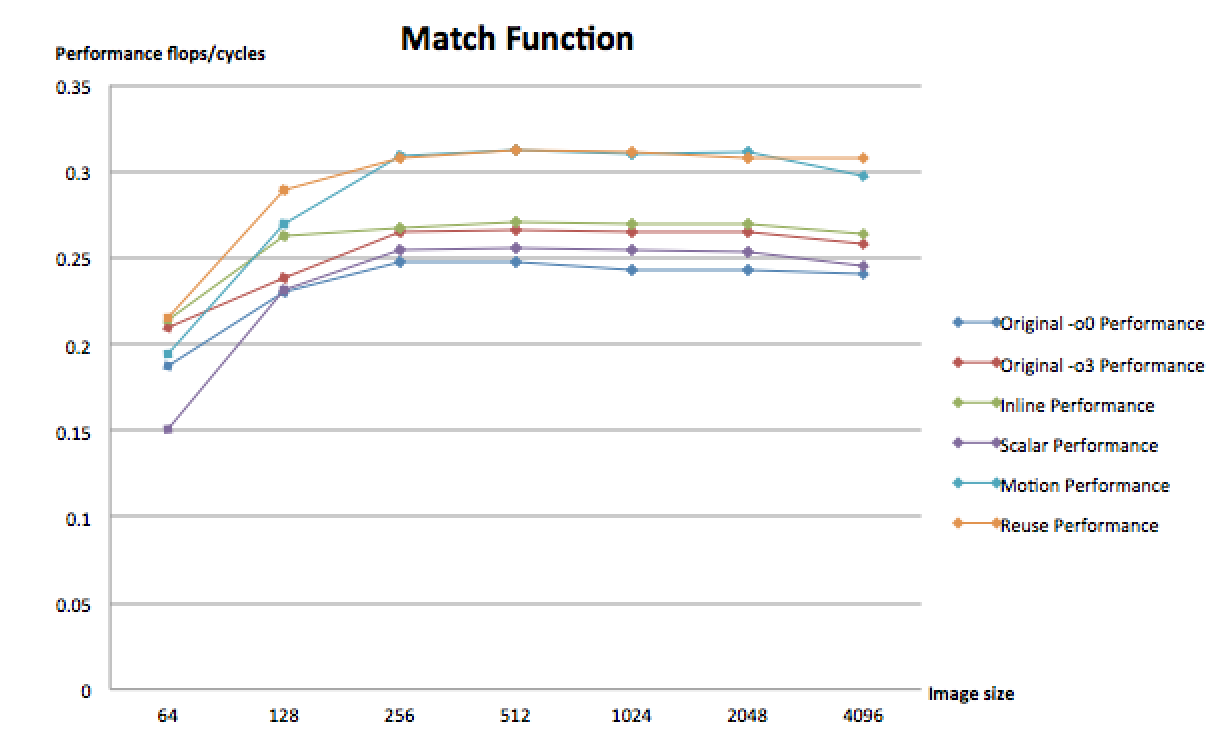 Match Function
Performance flops/cycles
0.35
0.3
0.25
0.2
0.15
0.1
0.05
0
64 128 256 512 1024 2048 4096
Image size
Original -o0 Performance
Original -o3 Performance
Inline Performance
Scalar Performance
Motion Performance
Reuse Performance